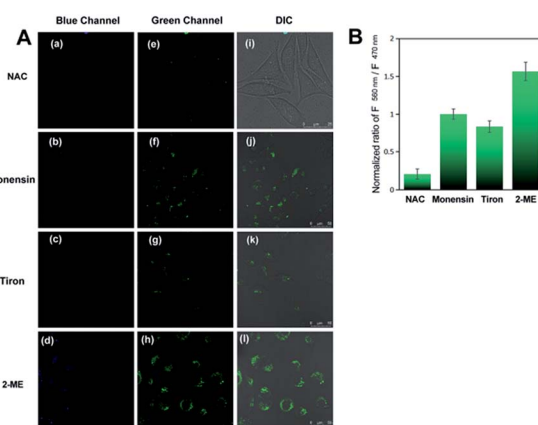 Blue Channel Green Channel DIC
A
B
NAC
(a) (e) (i)
onensin
(b) (f) (j)
Tiron
(c) (g) (k)
2-ME
(d) (h) (l)
Normalized ratio of F 560 nm / F 470 nm
2
1.5
1
0.5
0
NAC Monensin Tiron 2-ME